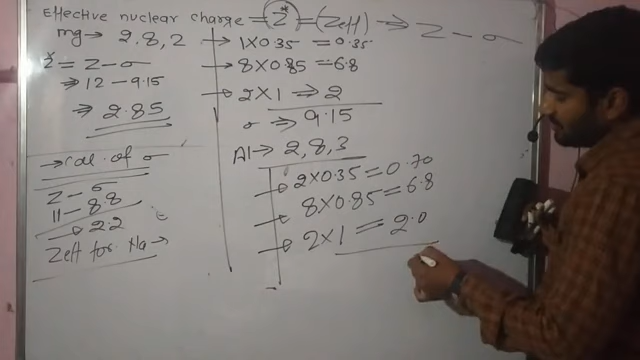 Effective nuclear charge = Z* = (Zeff) → Z - σ
mg → 2,8,2
Z* = Z - σ
⇒ 12 - 9.15
⇒ 2.85
→ cal. of σ
Z - σ
11 - 8.8
→ 2.2
Zeff for Na →
→ 1×0.35 = 0.35
→ 8×0.85 = 6.8
→ 2×1 ⇒ 2
σ ⇒ 9.15
Al → 2,8,3
→ 2×0.35 = 0.70
→ 8×0.85 = 6.8
→ 2×1 = 2.0